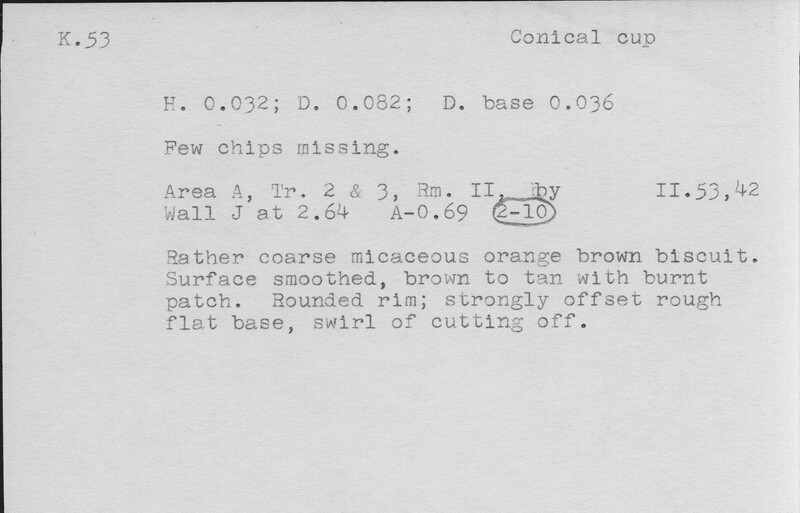 K.53 Conical cup
H. 0.032; D. 0.082; D. base 0.036
Few chips missing.
Area A, Tr. 2 & 3, Rm. II, by II.53,42
Wall J at 2.64 A-0.69 2-10
Rather coarse micaceous orange brown biscuit.
Surface smoothed, brown to tan with burnt
patch. Rounded rim; strongly offset rough
flat base, swirl of cutting off.